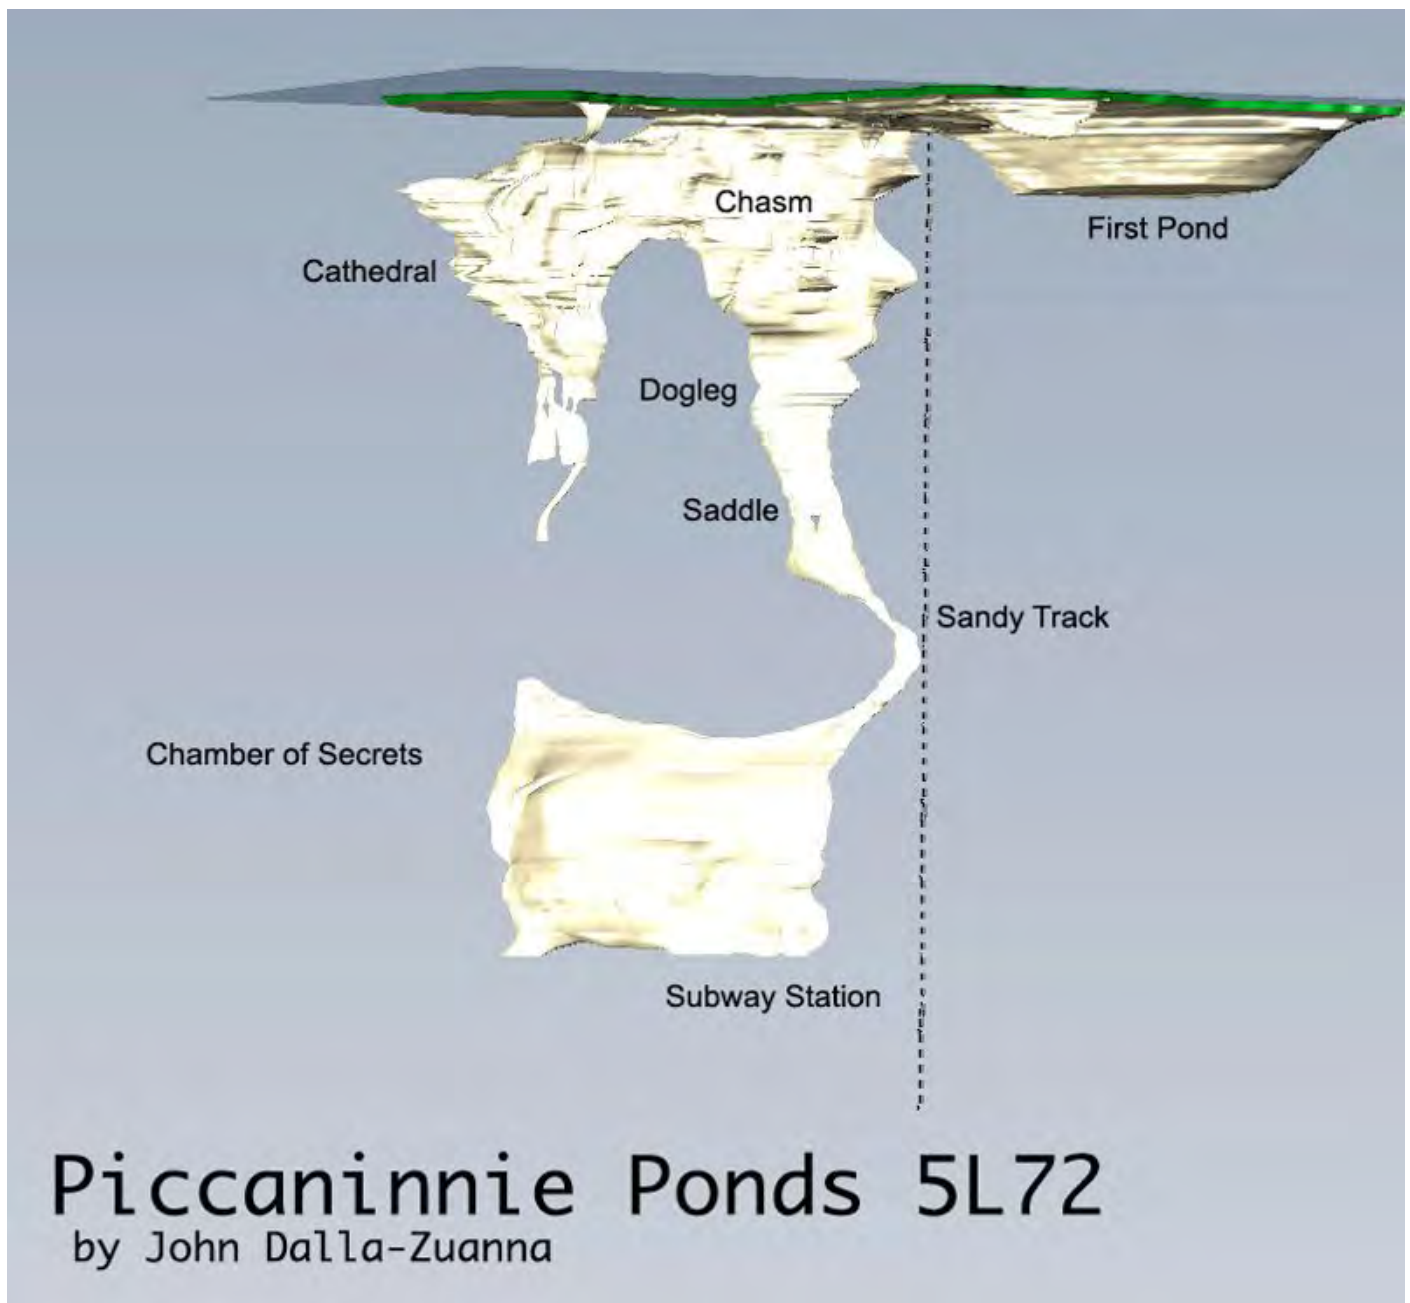 Chasm
First Pond
Cathedral
Dogleg
Saddle
Sandy Track
Chamber of Secrets
Subway Station
Piccaninnie Ponds 5L72
by John Dalla-Zuanna